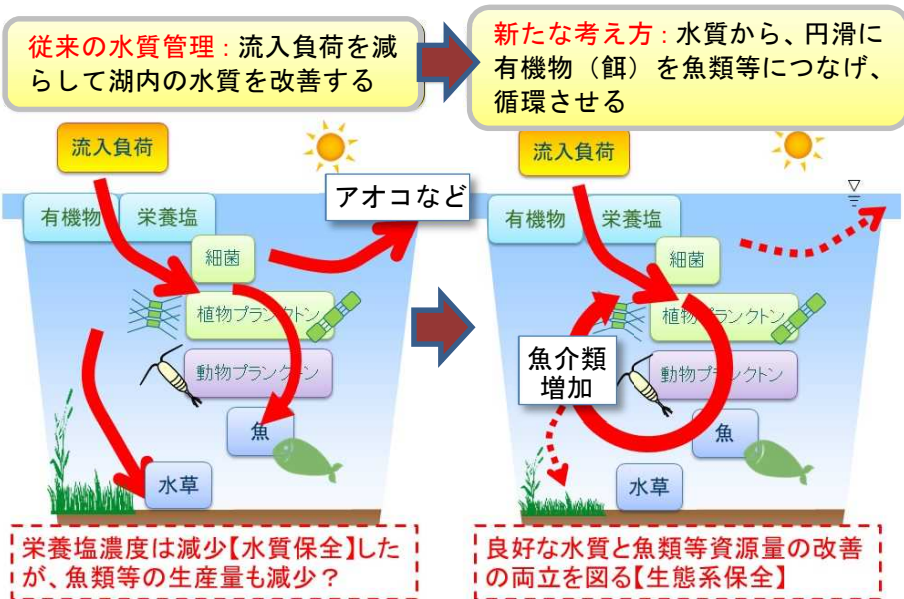 従来の水質管理：流入負荷を減
らして湖内の水質を改善する
新たな考え方：水質から、円滑に
有機物（餌）を魚類等につなげ、
循環させる
流入負荷
アオコなど
有機物
栄養塩
細菌
植物プランクトン
動物プランクトン
魚
水草
栄養塩濃度は減少【水質保全】した
が、魚類等の生産量も減少？
流入負荷
有機物
栄養塩
細菌
植物プランクトン
魚介類
増加
動物プランクトン
魚
水草
良好な水質と魚類等資源量の改善
の両立を図る【生態系保全】